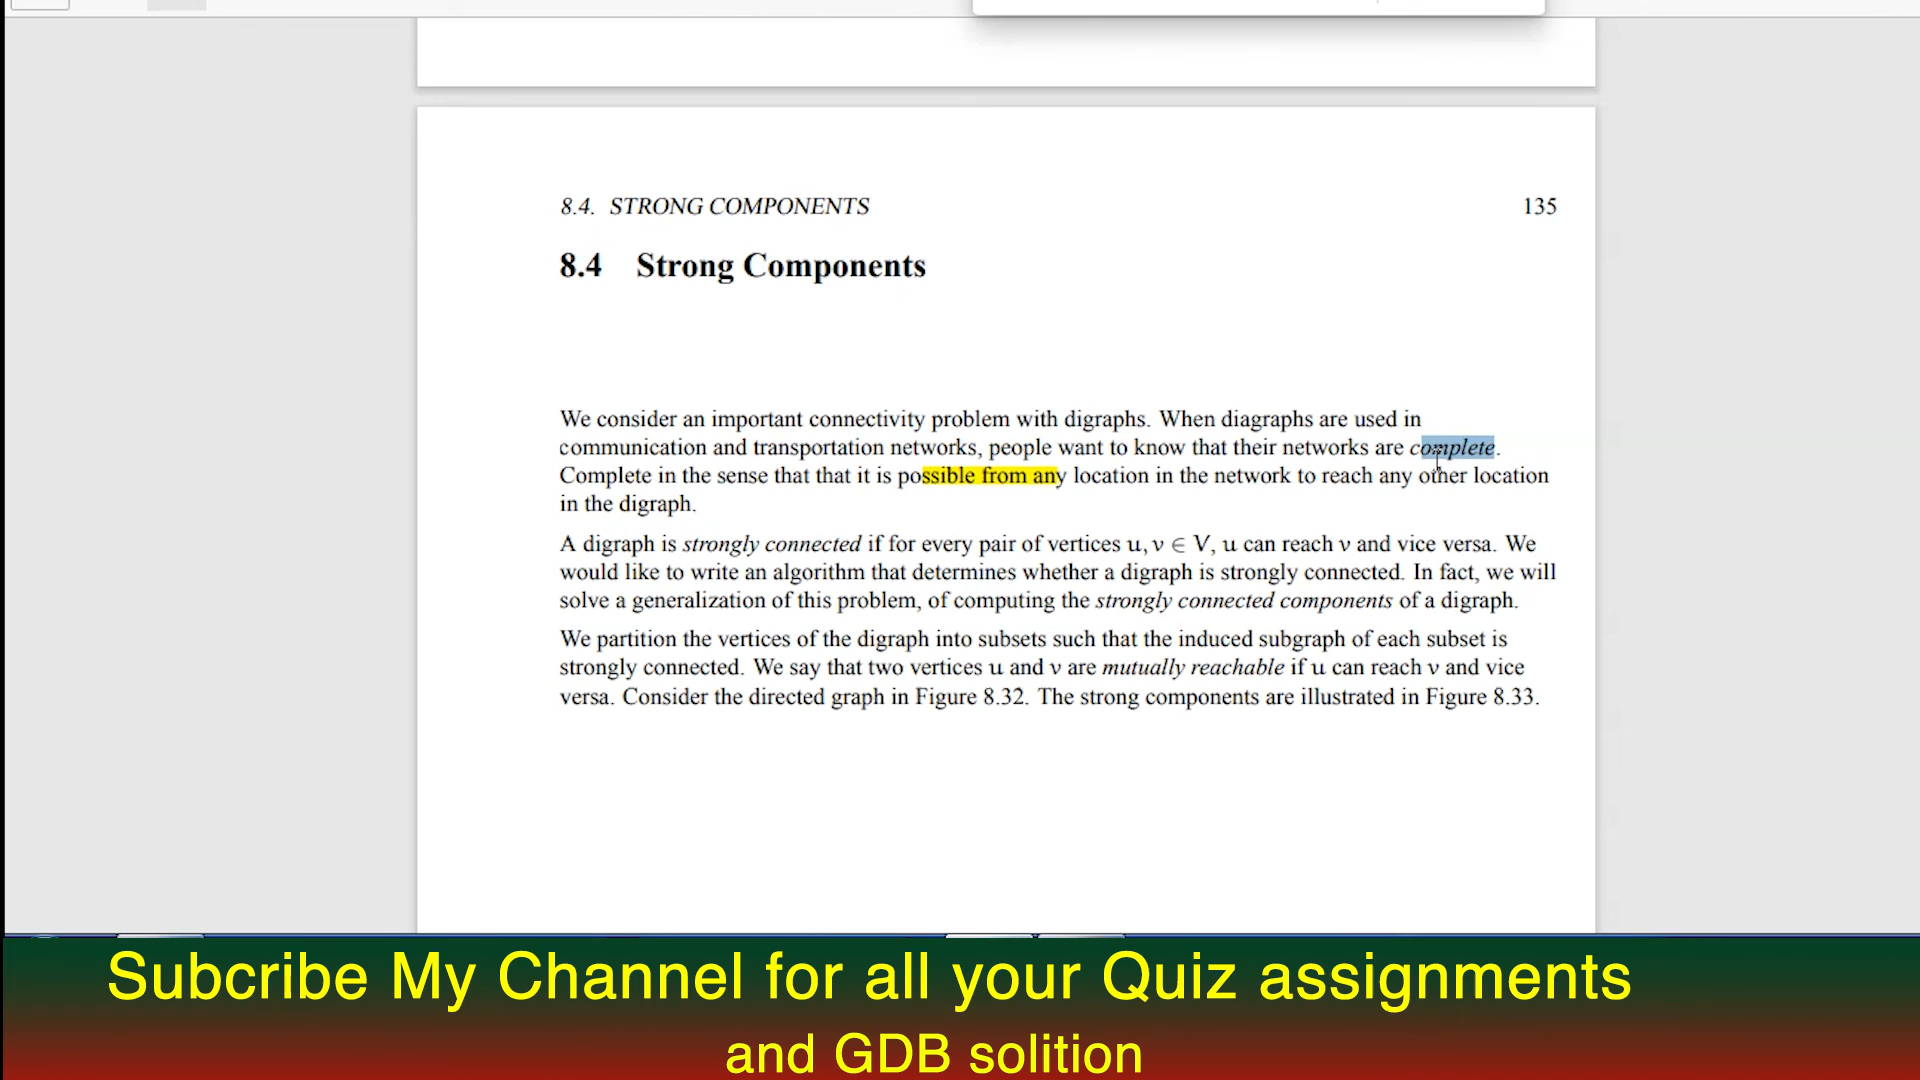 8.4. STRONG COMPONENTS 135
8.4 Strong Components
We consider an important connectivity problem with digraphs. When diagraphs are used in
communication and transportation networks, people want to know that their networks are complete.
Complete in the sense that that it is possible from any location in the network to reach any other location
in the digraph.
A digraph is strongly connected if for every pair of vertices u, v ∈ V, u can reach v and vice versa. We
would like to write an algorithm that determines whether a digraph is strongly connected. In fact, we will
solve a generalization of this problem, of computing the strongly connected components of a digraph.
We partition the vertices of the digraph into subsets such that the induced subgraph of each subset is
strongly connected. We say that two vertices u and v are mutually reachable if u can reach v and vice
versa. Consider the directed graph in Figure 8.32. The strong components are illustrated in Figure 8.33.
Subcribe My Channel for all your Quiz assignments
and GDB solition